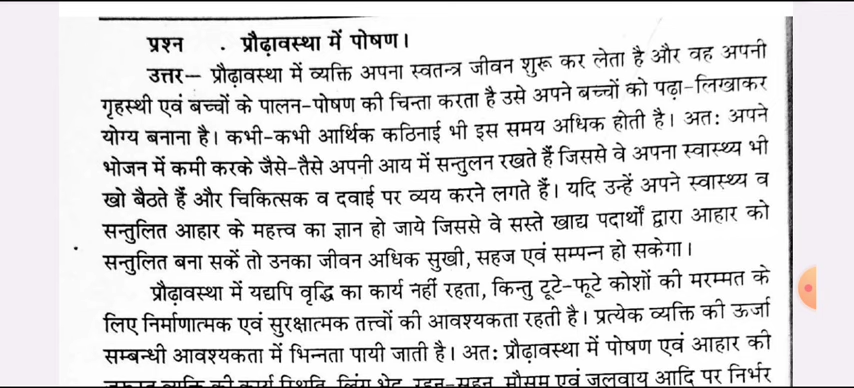 प्रश्न . प्रौढ़ावस्था में पोषण।
उत्तर– प्रौढ़ावस्था में व्यक्ति अपना स्वतन्त्र जीवन शुरू कर लेता है और वह अपनी
गृहस्थी एवं बच्चों के पालन-पोषण की चिन्ता करता है उसे अपने बच्चों को पढ़ा-लिखाकर
योग्य बनाना है। कभी-कभी आर्थिक कठिनाई भी इस समय अधिक होती है। अत: अपने
भोजन में कमी करके जैसे-तैसे अपनी आय में सन्तुलन रखते हैं जिससे वे अपना स्वास्थ्य भी
खो बैठते हैं और चिकित्सक व दवाई पर व्यय करने लगते हैं। यदि उन्हें अपने स्वास्थ्य व
सन्तुलित आहार के महत्त्व का ज्ञान हो जाये जिससे वे सस्ते खाद्य पदार्थों द्वारा आहार को
सन्तुलित बना सकें तो उनका जीवन अधिक सुखी, सहज एवं सम्पन्न हो सकेगा।
प्रौढ़ावस्था में यद्यपि वृद्धि का कार्य नहीं रहता, किन्तु टूटे-फूटे कोशों की मरम्मत के
लिए निर्माणात्मक एवं सुरक्षात्मक तत्त्वों की आवश्यकता रहती है। प्रत्येक व्यक्ति की ऊर्जा
सम्बन्धी आवश्यकता में भिन्नता पायी जाती है। अत: प्रौढ़ावस्था में पोषण एवं आहार की
व्यक्ति की कार्य स्थिति, लिंग भेद, रहन-सहन, मौसम एवं जलवायु आदि पर निर्भर